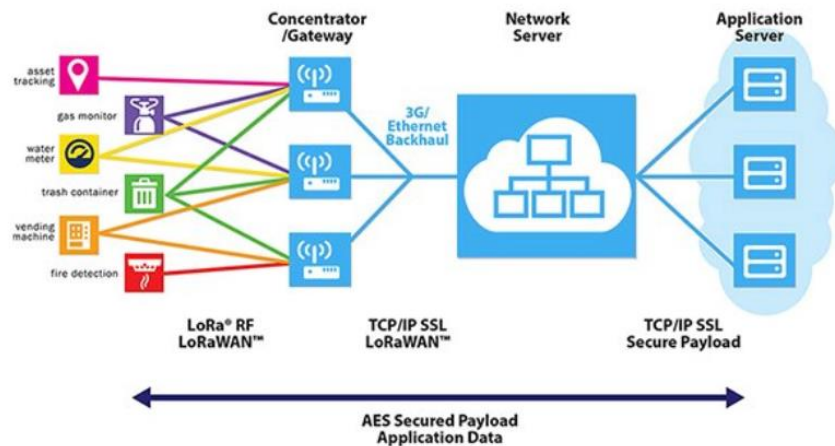 Concentrator
/Gateway
Network
Server
Application
Server
asset
tracking
gas monitor
water
meter
trash container
vending
machine
fire detection
3G/
Ethernet
Backhaul
LoRa® RF
LoRaWAN™
TCP/IP SSL
LoRaWAN™
TCP/IP SSL
Secure Payload
AES Secured Payload
Application Data